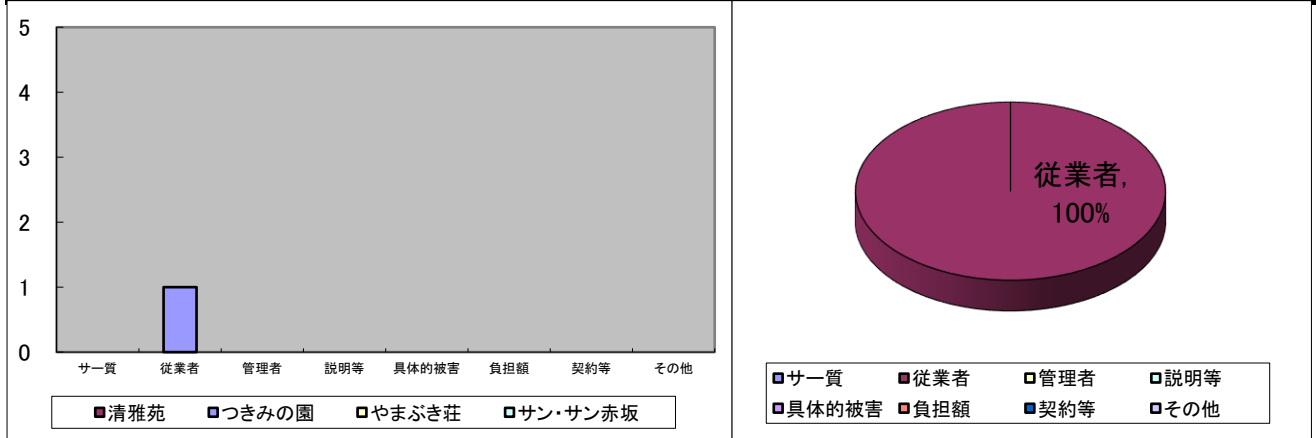 5
4
3
2
1
0
サー質 従業者 管理者 説明等 具体的被害 負担額 契約等 その他
清雅苑 つきみの園 やまぶき荘 サン・サン赤坂
従業者,
100%
サー質 従業者 管理者 説明等
具体的被害 負担額 契約等 その他